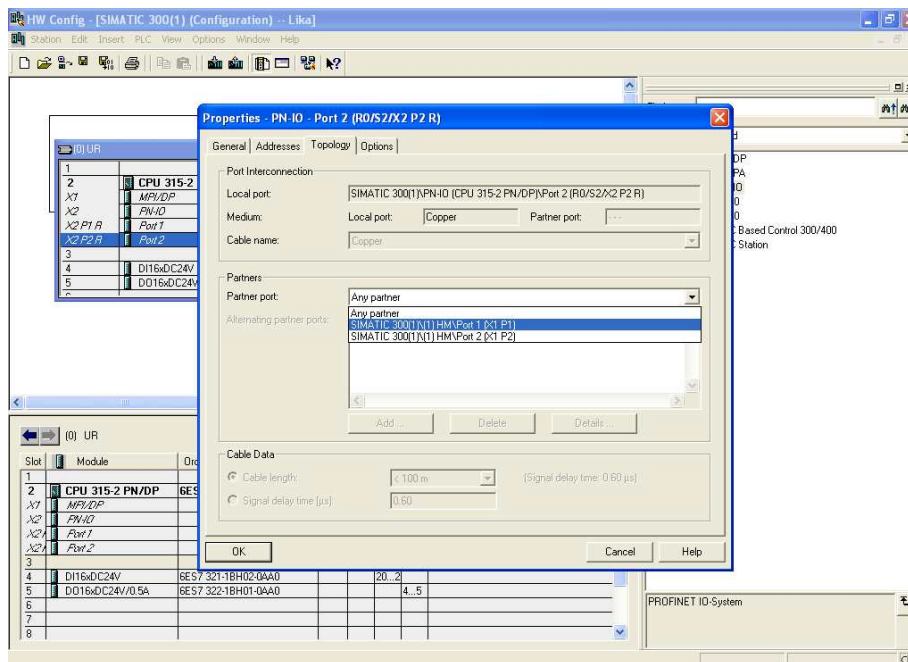 HW Config - [SIMATIC 300(1) (Configuration) -- Lika]
Station Edit Insert PLC View Options Window Help
Properties - PN-IO - Port 2 (R0/S2/X2 P2 R)
General Addresses Topology Options
Port Interconnection
Local port: SIMATIC 300(1)\PN-IO (CPU 315-2 PN/DP)\Port 2 (R0/S2/X2 P2 R)
Medium: Local port: Copper Partner port: ---
Cable name: Copper
Partners
Partner port: Any partner
Any partner
SIMATIC 300(1)\(1) HM\Port 1 (X1 P1)
SIMATIC 300(1)\(1) HM\Port 2 (X1 P2)
Alternating partner ports:
Add ... Delete Details ...
Cable Data
Cable length: < 100 m (Signal delay time: 0.60 µs)
Signal delay time [µs]: 0.60
OK Cancel Help
(0) UR
1
2 CPU 315-2
X1 MPI/DP
X2 PN-IO
X2 P1 R Port 1
X2 P2 R Port 2
3
4 DI16xDC24V
5 DO16xDC24V
DP
PA
IO
0
0
Based Control 300/400
Station
(0) UR
Slot Module
1
2 CPU 315-2 PN/DP 6ES
X1 MPI/DP
X2 PN-IO
X2 Port 1
X2 Port 2
3
4 DI16xDC24V 6ES7 321-1BH02-0AA0 20...2
5 DO16xDC24V/0.5A 6ES7 322-1BH01-0AA0 4...5
6
7
8
PROFINET IO-System